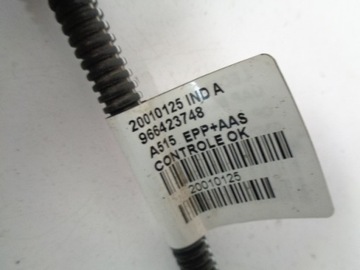 20010125 IND A
966423748
A515 EPP+AAS
CONTROLE OK
20010125